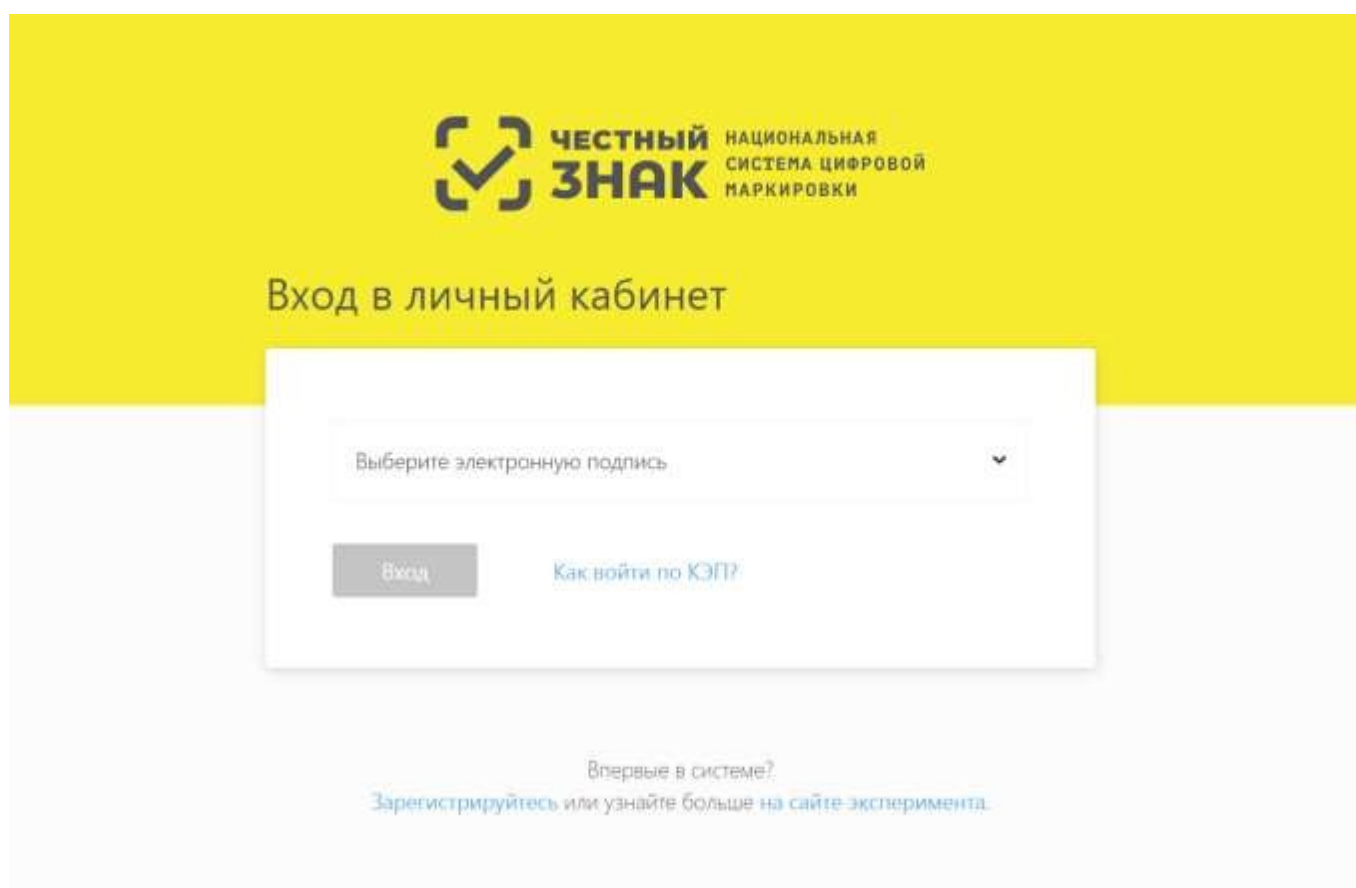 ЧЕСТНЫЙ
ЗНАК
НАЦИОНАЛЬНАЯ
СИСТЕМА ЦИФРОВОЙ
МАРКИРОВКИ
Вход в личный кабинет
Выберите электронную подпись
Вход
Как войти по КЭП?
Впервые в системе?
Зарегистрируйтесь или узнайте больше на сайте эксперимента.